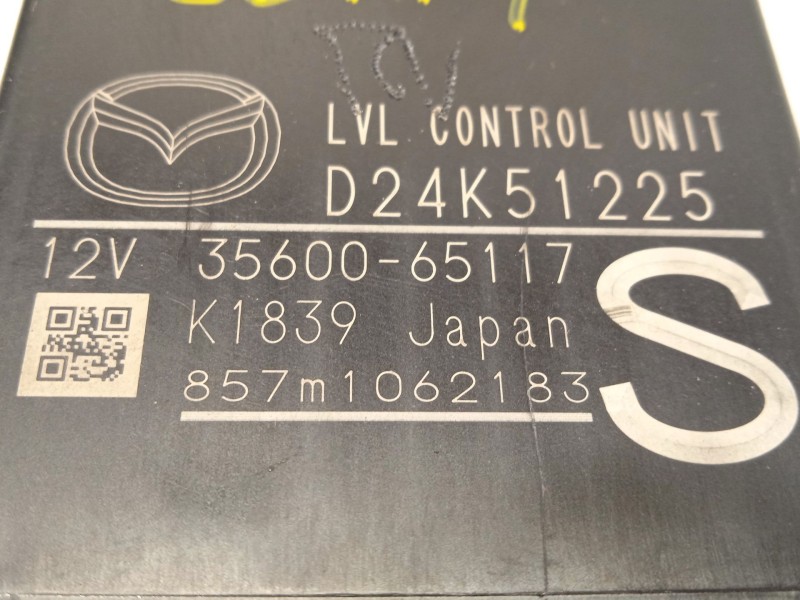 LVL CONTROL UNIT
D24K51225
12V 35600-65117
K1839 Japan
857m1062183
S